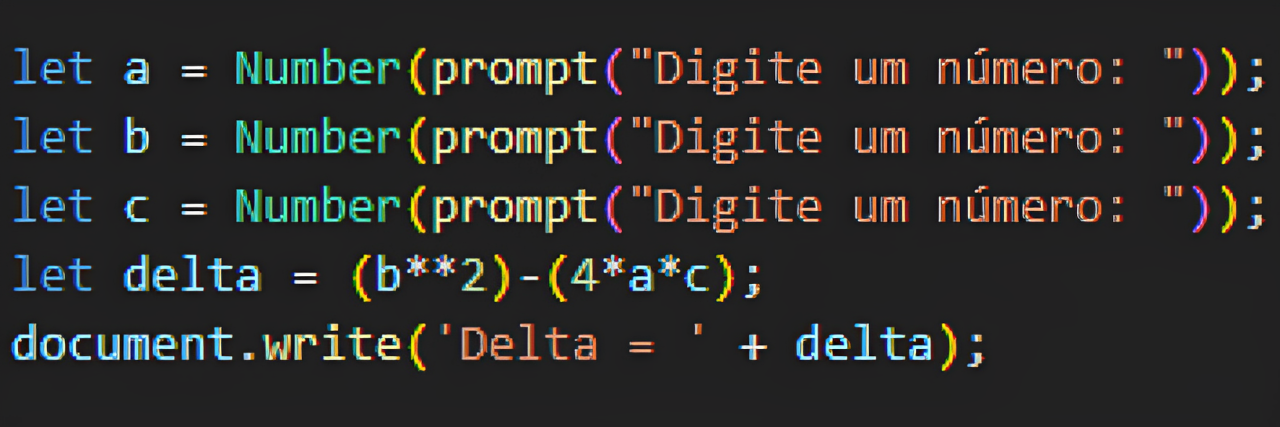 let a = Number(prompt("Digite um número: "));
let b = Number(prompt("Digite um número: "));
let c = Number(prompt("Digite um número: "));
let delta = (b**2)-(4*a*c);
document.write('Delta = ' + delta);